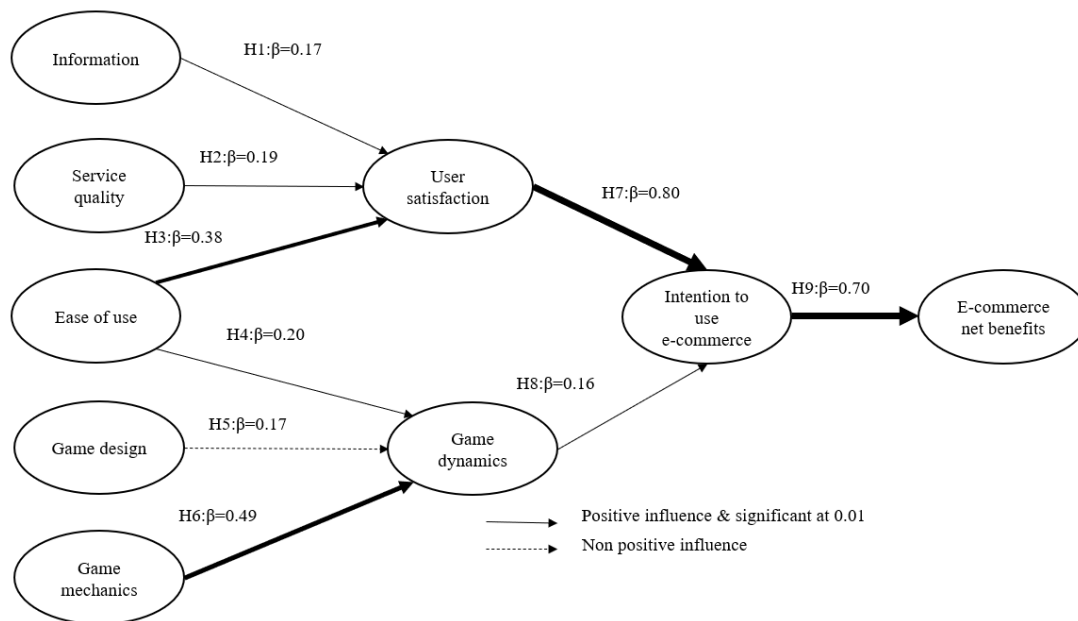 Information
H1:β=0.17
Service
quality
H2:β=0.19
User
satisfaction
H3:β=0.38
H7:β=0.80
Ease of use
H4:β=0.20
Intention to
use
e-commerce
H9:β=0.70
E-commerce
net benefits
H8:β=0.16
Game design
H5:β=0.17
Game
dynamics
H6:β=0.49
Game
mechanics
Positive influence & significant at 0.01
Non positive influence